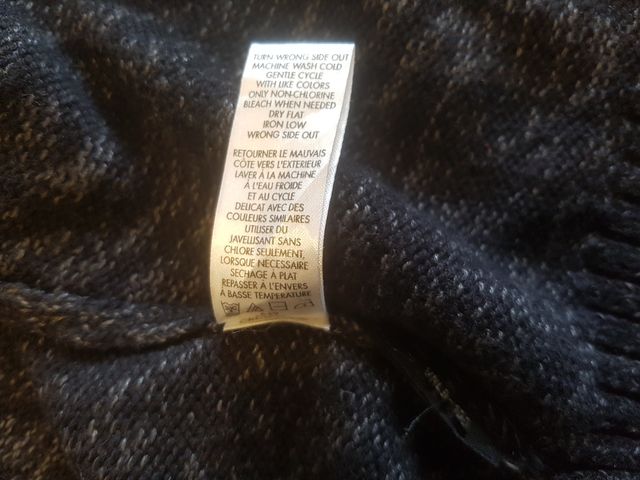 TURN WRONG SIDE OUT
MACHINE WASH COLD
GENTLE CYCLE
WITH LIKE COLORS
ONLY NON-CHLORINE
BLEACH WHEN NEEDED
DRY FLAT
IRON LOW
WRONG SIDE OUT
RETOURNER LE MAUVAIS
CÔTE VERS L'EXTERIEUR
LAVER À LA MACHINE
À L'EAU FROIDE
ET AU CYCLE
DELICAT AVEC DES
COULEURS SIMILAIRES
UTILISER DU
JAVELLISANT SANS
CHLORE SEULEMENT,
LORSQUE NECESSAIRE
SECHAGE À PLAT
REPASSER À L'ENVERS
À BASSE TEMPERATURE